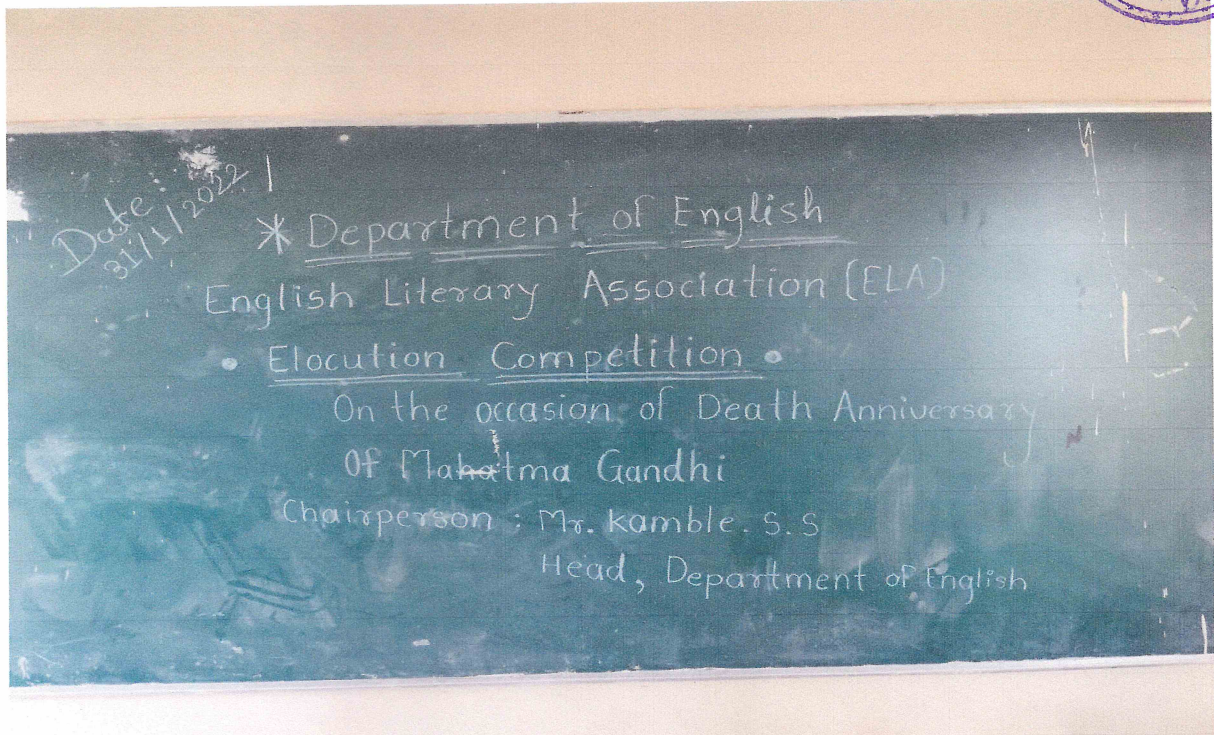 Date
31/1/2022
* Department of English
English Literary Association (ELA)
• Elocution Competition •
On the occasion of Death Anniversary
Of Mahatma Gandhi
Chairperson : Mr. Kamble. S.S
Head, Department of English